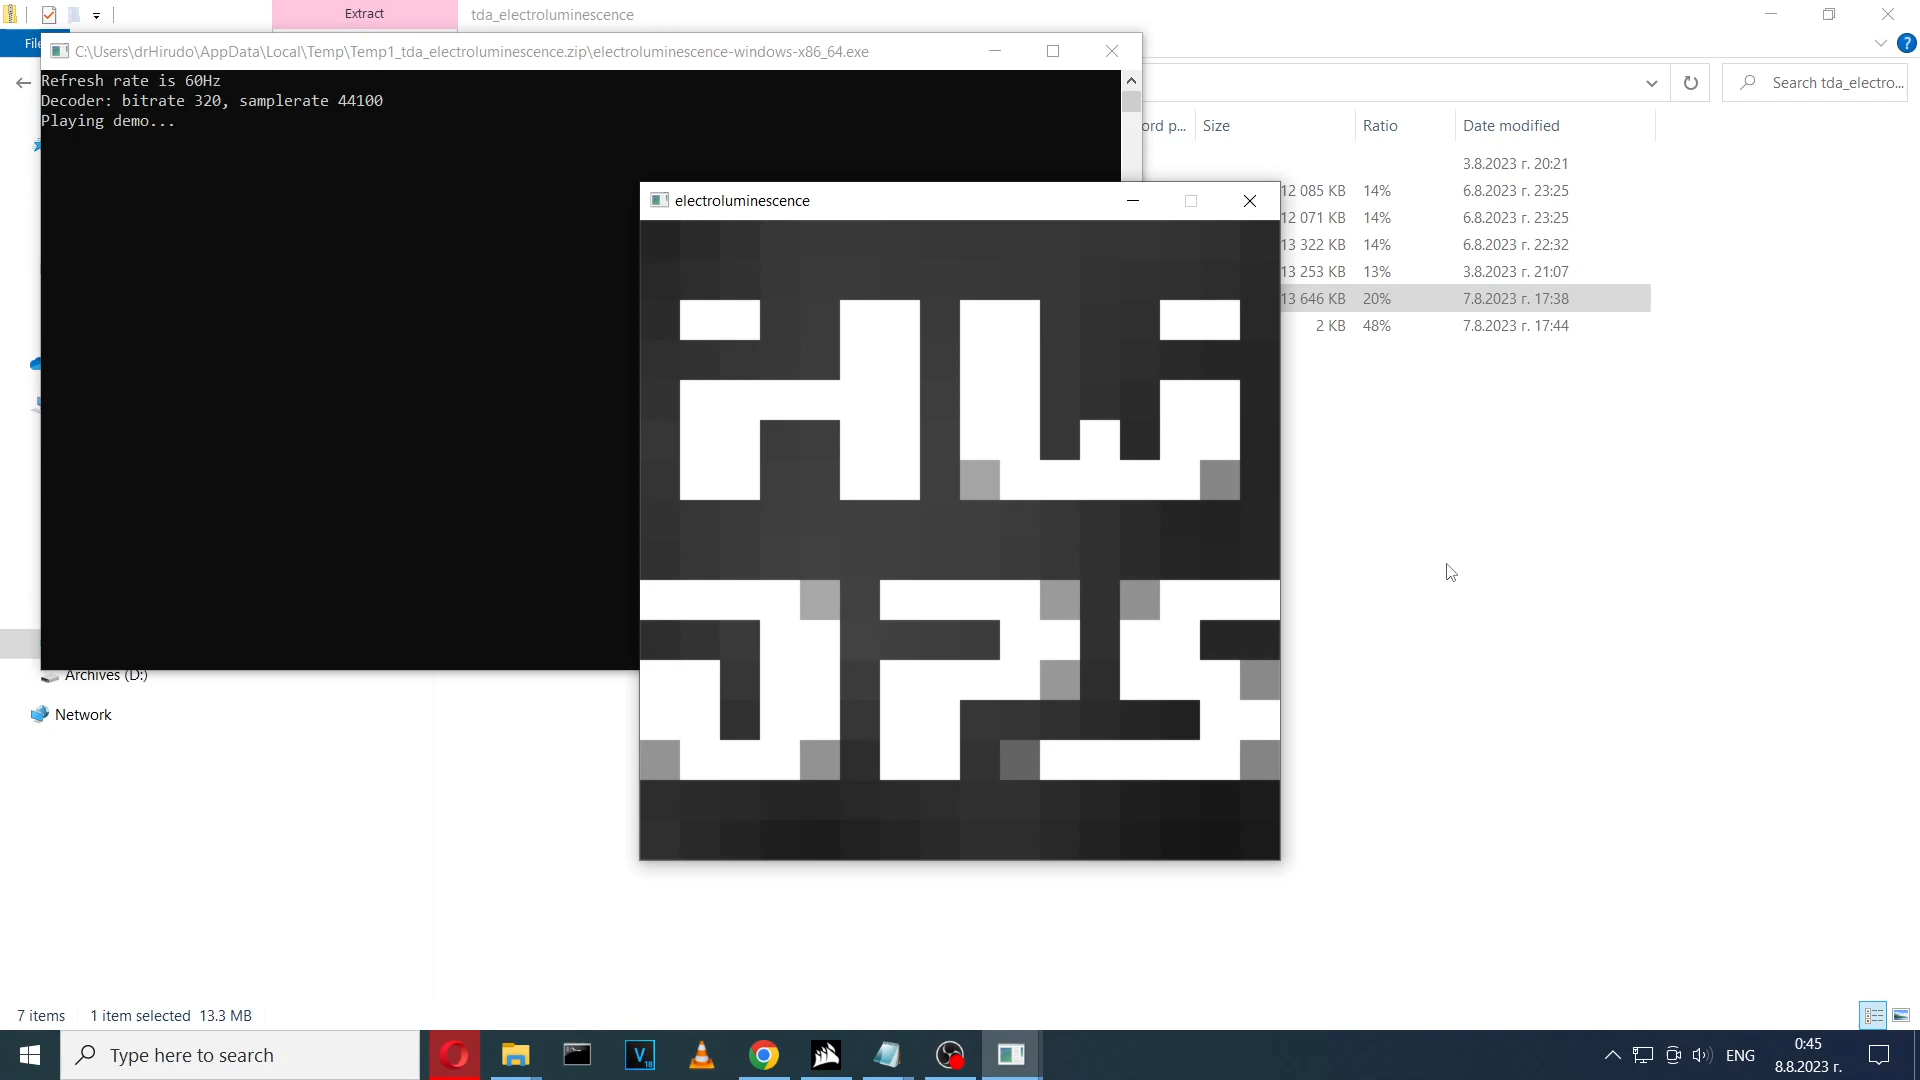 Extract
tda_electroluminescence
File
C:\Users\drHirudo\AppData\Local\Temp\Temp1_tda_electroluminescence.zip\electroluminescence-windows-x86_64.exe
Refresh rate is 60Hz
Decoder: bitrate 320, samplerate 44100
Playing demo...
Search tda_electro...
ord p... Size Ratio Date modified
3.8.2023 г. 20:21
12 085 KB 14% 6.8.2023 г. 23:25
12 071 KB 14% 6.8.2023 г. 23:25
13 322 KB 14% 6.8.2023 г. 22:32
13 253 KB 13% 3.8.2023 г. 21:07
13 646 KB 20% 7.8.2023 г. 17:38
2 KB 48% 7.8.2023 г. 17:44
electroluminescence
Archives (D:)
Network
7 items 1 item selected 13.3 MB
Type here to search
ENG
0:45
8.8.2023 г.